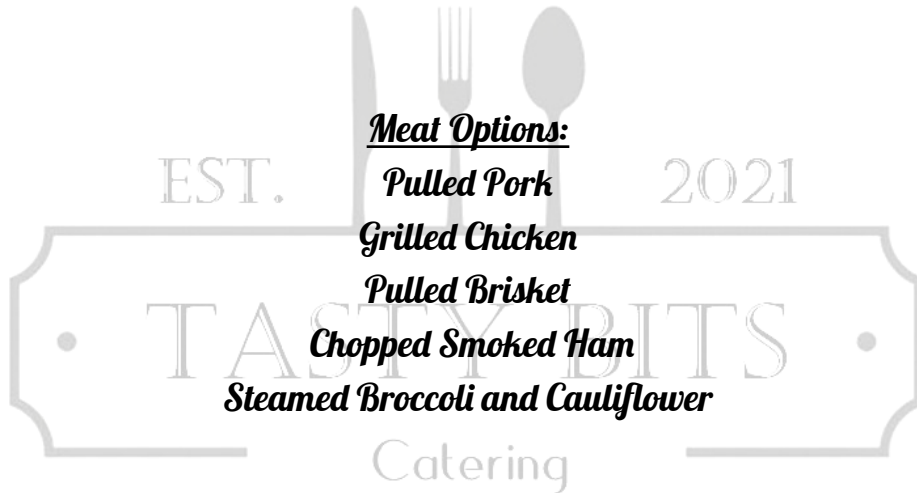 Meat Options:
EST.
Pulled Pork
2021
Grilled Chicken
Pulled Brisket
TASTY BITS
Chopped Smoked Ham
Steamed Broccoli and Cauliflower
Catering